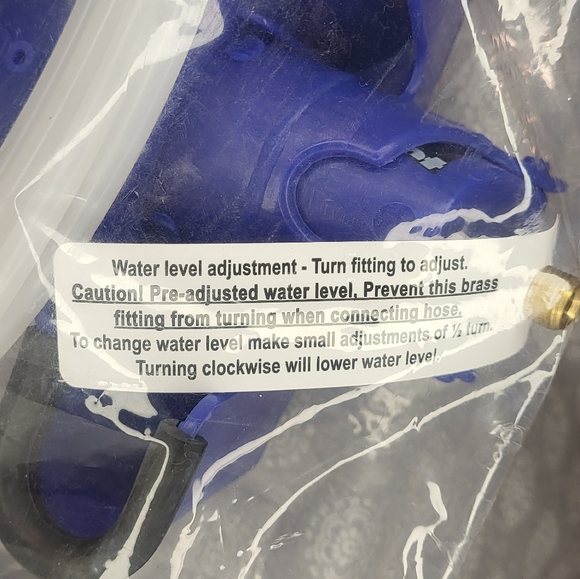 Water level adjustment - Turn fitting to adjust.
Caution! Pre-adjusted water level, Prevent this brass
fitting from turning when connecting hose.
To change water level make small adjustments of ½ turn.
Turning clockwise will lower water level.